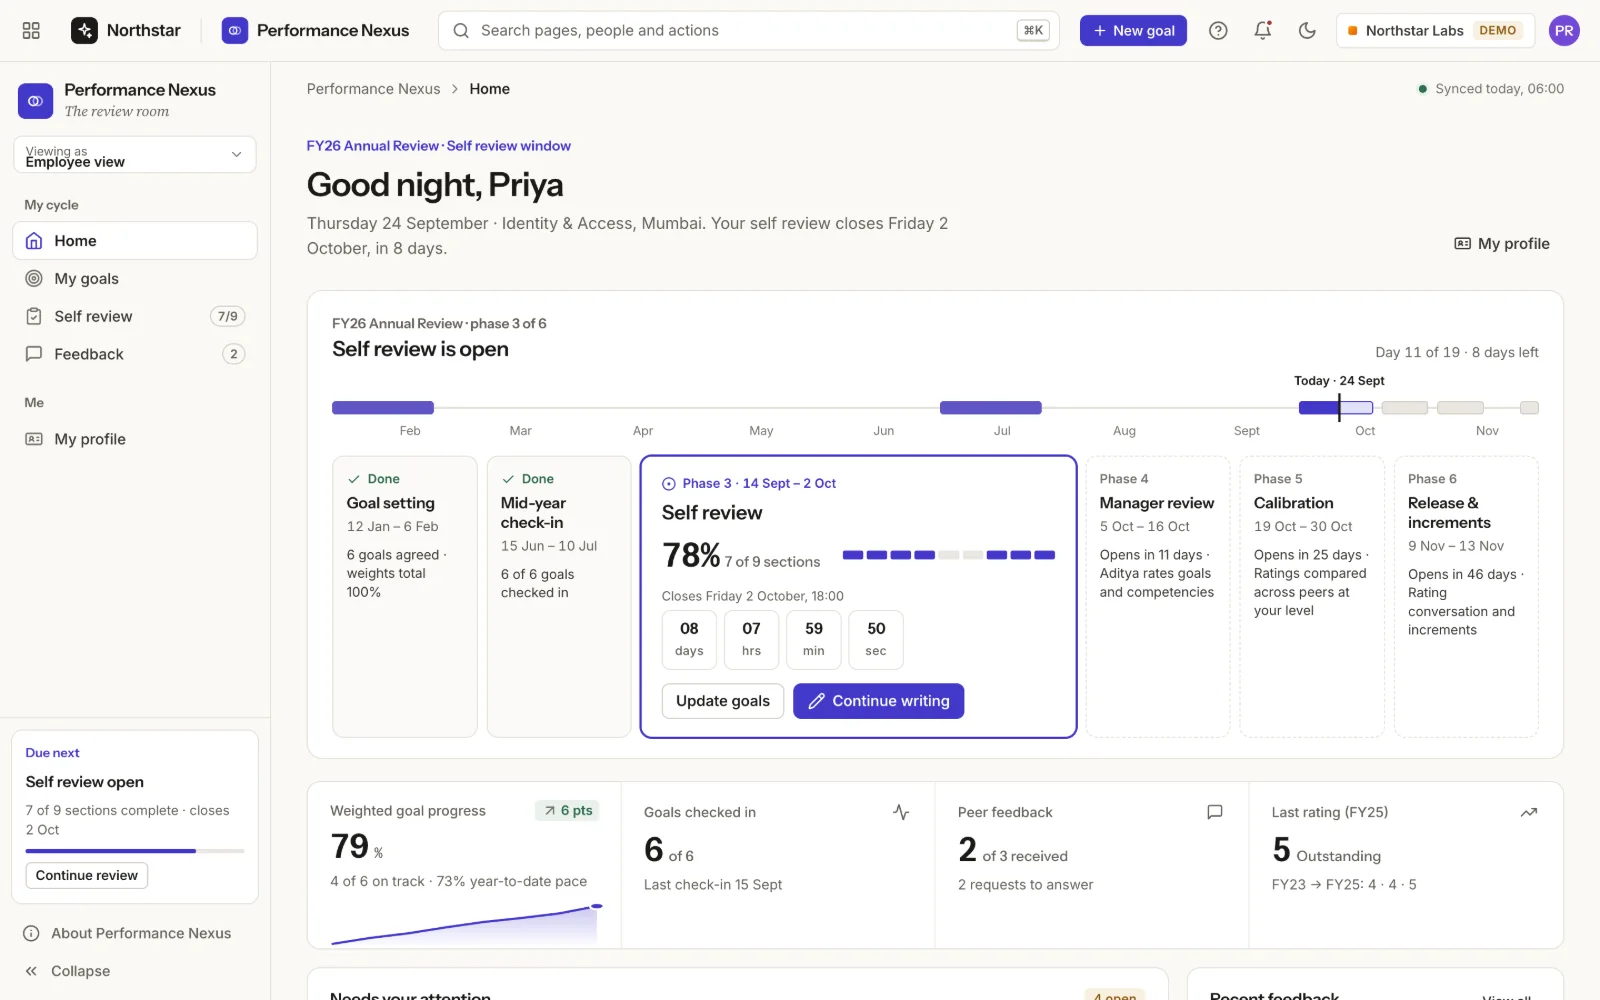 Northstar
Performance Nexus
Search pages, people and actions
⌘K
+ New goal
Northstar Labs DEMO
PR
Performance Nexus
The review room
Viewing as
Employee view
My cycle
Home
My goals
Self review 7/9
Feedback 2
Me
My profile
Due next
Self review open
7 of 9 sections complete · closes
2 Oct
Continue review
About Performance Nexus
Collapse
Performance Nexus > Home
Synced today, 06:00
FY26 Annual Review · Self review window
Good night, Priya
Thursday 24 September · Identity & Access, Mumbai. Your self review closes Friday 2
October, in 8 days.
My profile
FY26 Annual Review · phase 3 of 6
Self review is open
Day 11 of 19 · 8 days left
Today · 24 Sept
Feb Mar Apr May Jun Jul Aug Sept Oct Nov
Done
Goal setting
12 Jan – 6 Feb
6 goals agreed ·
weights total
100%
Done
Mid-year
check-in
15 Jun – 10 Jul
6 of 6 goals
checked in
Phase 3 · 14 Sept – 2 Oct
Self review
78% 7 of 9 sections
Closes Friday 2 October, 18:00
08 07 59 50
days hrs min sec
Update goals
Continue writing
Phase 4
Manager review
5 Oct – 16 Oct
Opens in 11 days ·
Aditya rates goals
and competencies
Phase 5
Calibration
19 Oct – 30 Oct
Opens in 25 days ·
Ratings compared
across peers at
your level
Phase 6
Release &
increments
9 Nov – 13 Nov
Opens in 46 days ·
Rating
conversation and
increments
Weighted goal progress
6 pts
79 %
4 of 6 on track · 73% year-to-date pace
Goals checked in
6 of 6
Last check-in 15 Sept
Peer feedback
2 of 3 received
2 requests to answer
Last rating (FY25)
5 Outstanding
FY23 → FY25: 4 · 4 · 5
Needs your attention
4 open
Recent feedback
View all